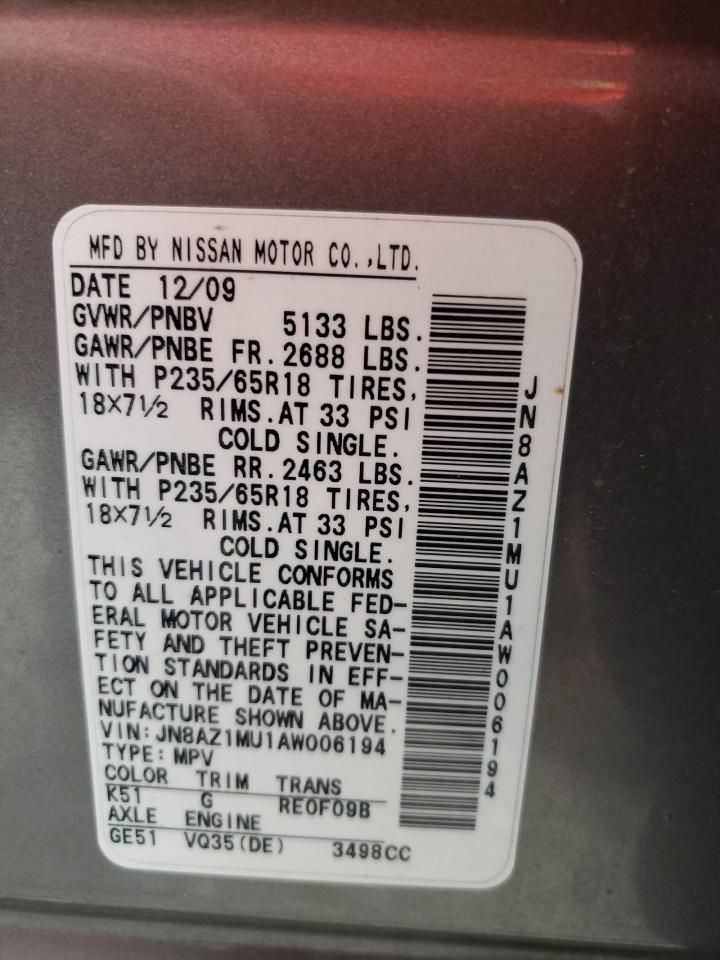 MFD BY NISSAN MOTOR CO.,LTD.
DATE 12/09
GVWR/PNBV 5133 LBS.
GAWR/PNBE FR.2688 LBS.
WITH P235/65R18 TIRES,
18X7½ RIMS.AT 33 PSI
COLD SINGLE.
GAWR/PNBE RR.2463 LBS.
WITH P235/65R18 TIRES,
18X7½ RIMS.AT 33 PSI
COLD SINGLE.
THIS VEHICLE CONFORMS
TO ALL APPLICABLE FED-
ERAL MOTOR VEHICLE SA-
FETY AND THEFT PREVEN-
TION STANDARDS IN EFF-
ECT ON THE DATE OF MA-
NUFACTURE SHOWN ABOVE.
VIN:JN8AZ1MU1AW006194
TYPE:MPV
COLOR TRIM TRANS
K51 G RE0F09B
AXLE ENGINE
GE51 VQ35(DE) 3498CC
JN8AZ1MU1AW006194